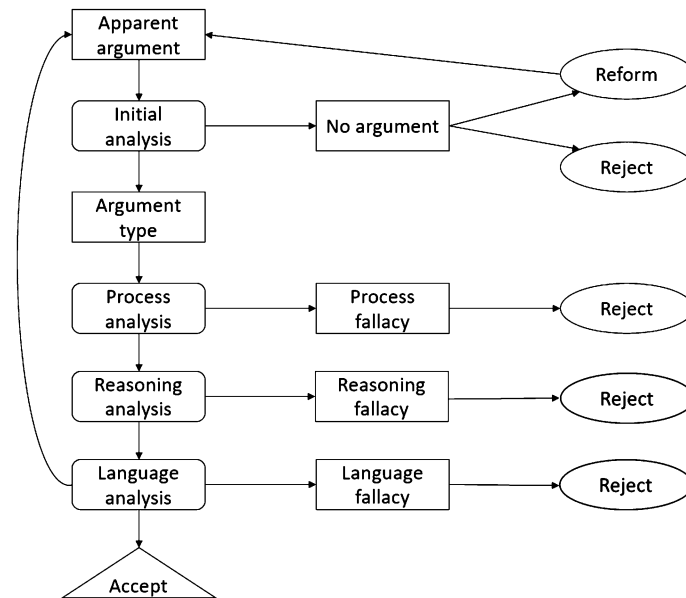 Apparent
argument
Reform
Initial
analysis
No argument
Reject
Argument
type
Process
analysis
Process
fallacy
Reject
Reasoning
analysis
Reasoning
fallacy
Reject
Language
analysis
Language
fallacy
Reject
Accept